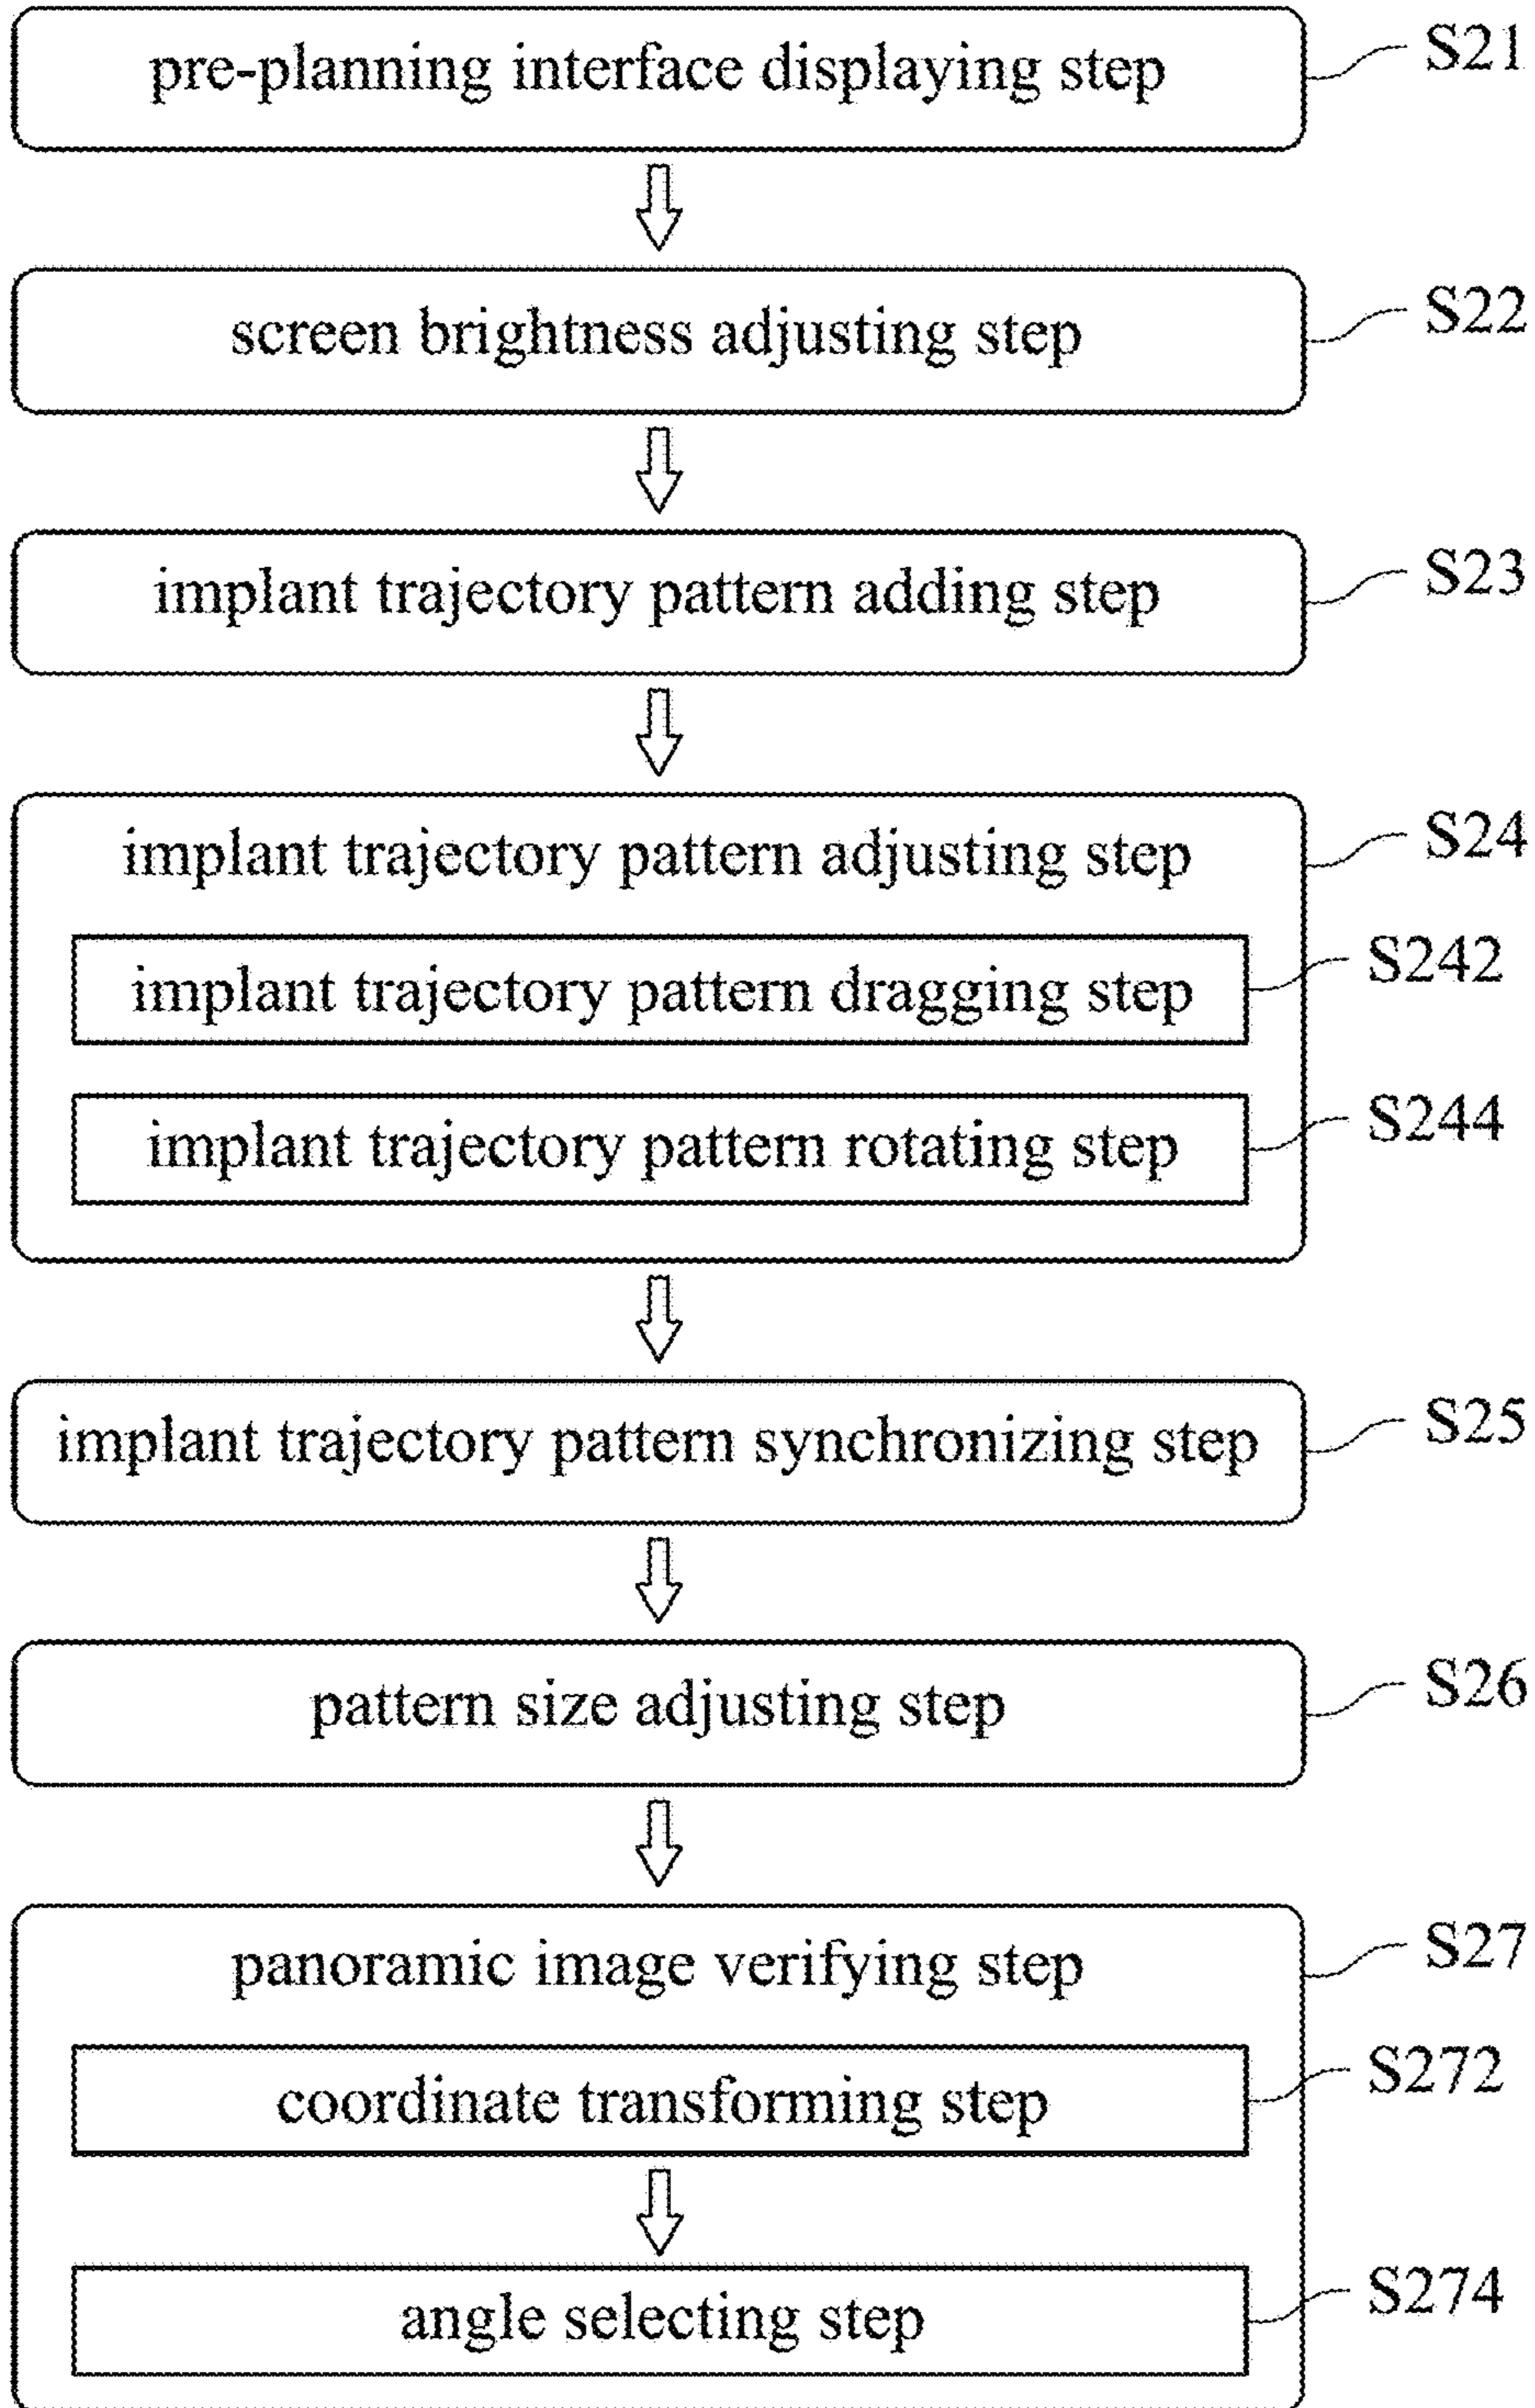 pre-planning interface displaying step S21
screen brightness adjusting step S22
implant trajectory pattern adding step S23
implant trajectory pattern adjusting step S24
implant trajectory pattern dragging step S242
implant trajectory pattern rotating step S244
implant trajectory pattern synchronizing step S25
pattern size adjusting step S26
panoramic image verifying step S27
coordinate transforming step S272
angle selecting step S274